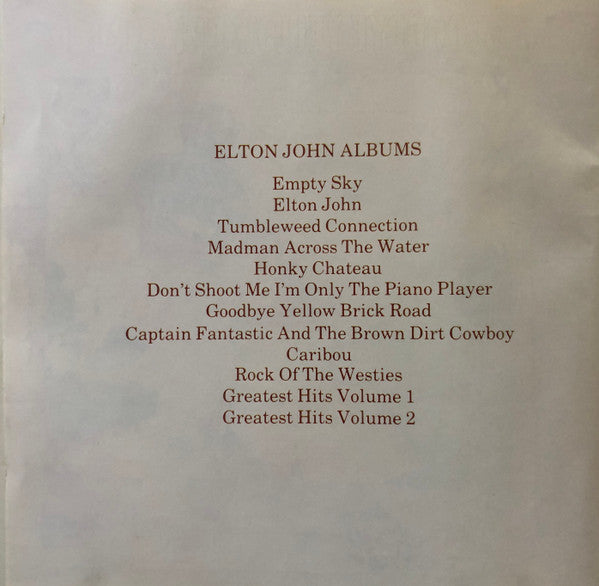 ELTON JOHN ALBUMS
Empty Sky
Elton John
Tumbleweed Connection
Madman Across The Water
Honky Chateau
Don't Shoot Me I'm Only The Piano Player
Goodbye Yellow Brick Road
Captain Fantastic And The Brown Dirt Cowboy
Caribou
Rock Of The Westies
Greatest Hits Volume 1
Greatest Hits Volume 2